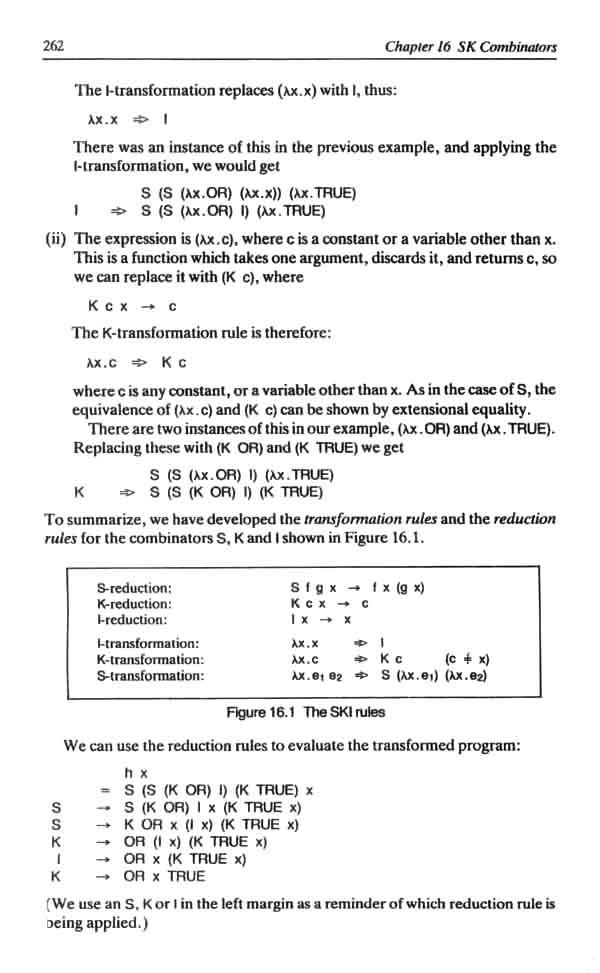 262 Chapter 16 SK Combinators
The I-transformation replaces (λx.x) with I, thus:
λx.x ⇒ I
There was an instance of this in the previous example, and applying the
I-transformation, we would get
S (S (λx.OR) (λx.x)) (λx.TRUE)
I ⇒ S (S (λx.OR) I) (λx.TRUE)
(ii) The expression is (λx.c), where c is a constant or a variable other than x.
This is a function which takes one argument, discards it, and returns c, so
we can replace it with (K c), where
K c x → c
The K-transformation rule is therefore:
λx.c ⇒ K c
where c is any constant, or a variable other than x. As in the case of S, the
equivalence of (λx.c) and (K c) can be shown by extensional equality.
There are two instances of this in our example, (λx.OR) and (λx.TRUE).
Replacing these with (K OR) and (K TRUE) we get
S (S (λx.OR) I) (λx.TRUE)
K ⇒ S (S (K OR) I) (K TRUE)
To summarize, we have developed the transformation rules and the reduction
rules for the combinators S, K and I shown in Figure 16.1.
S-reduction: S f g x → f x (g x)
K-reduction: K c x → c
I-reduction: I x → x
I-transformation: λx.x ⇒ I
K-transformation: λx.c ⇒ K c (c ≠ x)
S-transformation: λx.e₁ e₂ ⇒ S (λx.e₁) (λx.e₂)
Figure 16.1 The SKI rules
We can use the reduction rules to evaluate the transformed program:
h x
= S (S (K OR) I) (K TRUE) x
S → S (K OR) I x (K TRUE x)
S → K OR x (I x) (K TRUE x)
K → OR (I x) (K TRUE x)
I → OR x (K TRUE x)
K → OR x TRUE
(We use an S, K or I in the left margin as a reminder of which reduction rule is
being applied.)